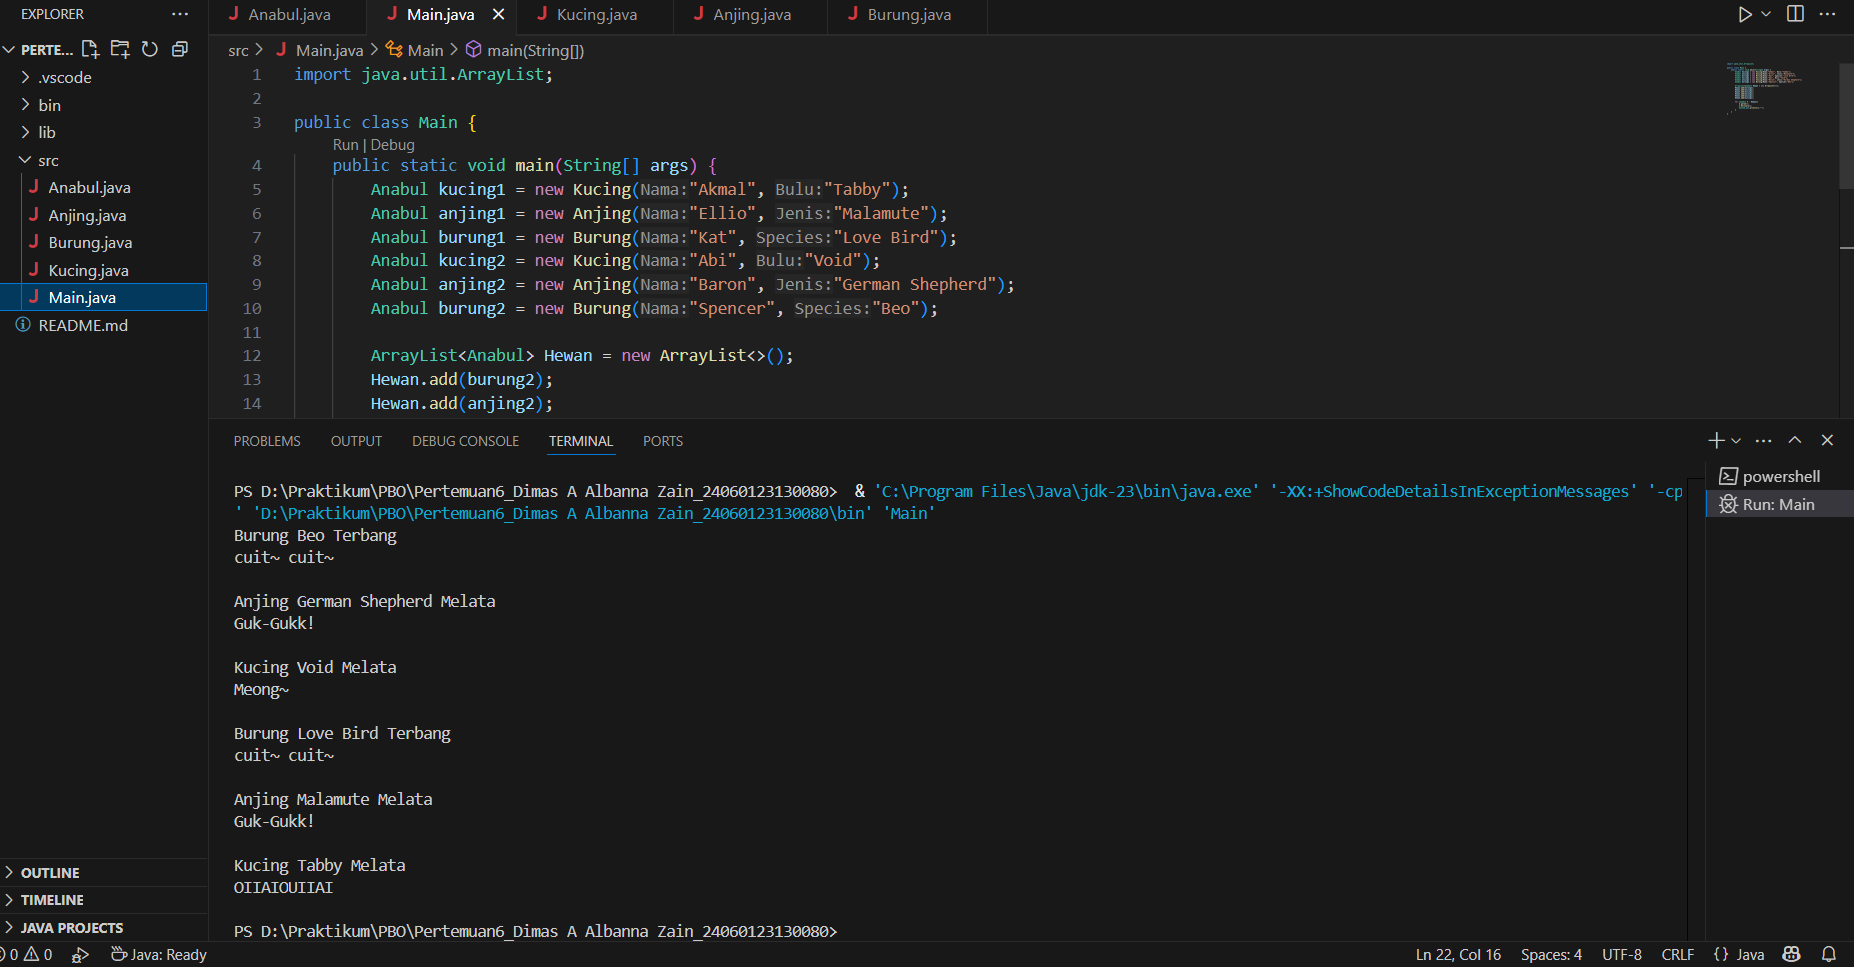 EXPLORER
PERTE...
.vscode
bin
lib
src
Anabul.java
Anjing.java
Burung.java
Kucing.java
Main.java
README.md
OUTLINE
TIMELINE
JAVA PROJECTS
Anabul.java Main.java Kucing.java Anjing.java Burung.java
src > Main.java > Main > main(String[])
1 import java.util.ArrayList;
2
3 public class Main {
Run | Debug
4 public static void main(String[] args) {
5 Anabul kucing1 = new Kucing(Nama:"Akmal", Bulu:"Tabby");
6 Anabul anjing1 = new Anjing(Nama:"Ellio", Jenis:"Malamute");
7 Anabul burung1 = new Burung(Nama:"Kat", Species:"Love Bird");
8 Anabul kucing2 = new Kucing(Nama:"Abi", Bulu:"Void");
9 Anabul anjing2 = new Anjing(Nama:"Baron", Jenis:"German Shepherd");
10 Anabul burung2 = new Burung(Nama:"Spencer", Species:"Beo");
11
12 ArrayList<Anabul> Hewan = new ArrayList<>();
13 Hewan.add(burung2);
14 Hewan.add(anjing2);
PROBLEMS OUTPUT DEBUG CONSOLE TERMINAL PORTS
PS D:\Praktikum\PBO\Pertemuan6_Dimas A Albanna Zain_24060123130080> & 'C:\Program Files\Java\jdk-23\bin\java.exe' '-XX:+ShowCodeDetailsInExceptionMessages' '-cp
' 'D:\Praktikum\PBO\Pertemuan6_Dimas A Albanna Zain_24060123130080\bin' 'Main'
Burung Beo Terbang
cuit~ cuit~
Anjing German Shepherd Melata
Guk-Gukk!
Kucing Void Melata
Meong~
Burung Love Bird Terbang
cuit~ cuit~
Anjing Malamute Melata
Guk-Gukk!
Kucing Tabby Melata
OIIAIOUIIAI
PS D:\Praktikum\PBO\Pertemuan6_Dimas A Albanna Zain_24060123130080>
powershell
Run: Main
0 0 Java: Ready Ln 22, Col 16 Spaces: 4 UTF-8 CRLF {} Java